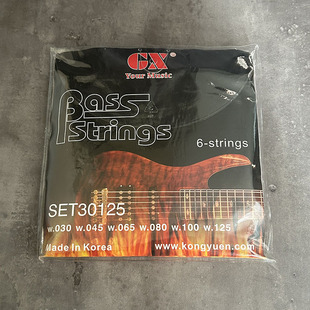 GX
Your Music
Bass
Strings
6-strings
SET30125
w.030 w.045 w.065 w.080 w.100 w.125
Made In Korea
www.kongyuen.com